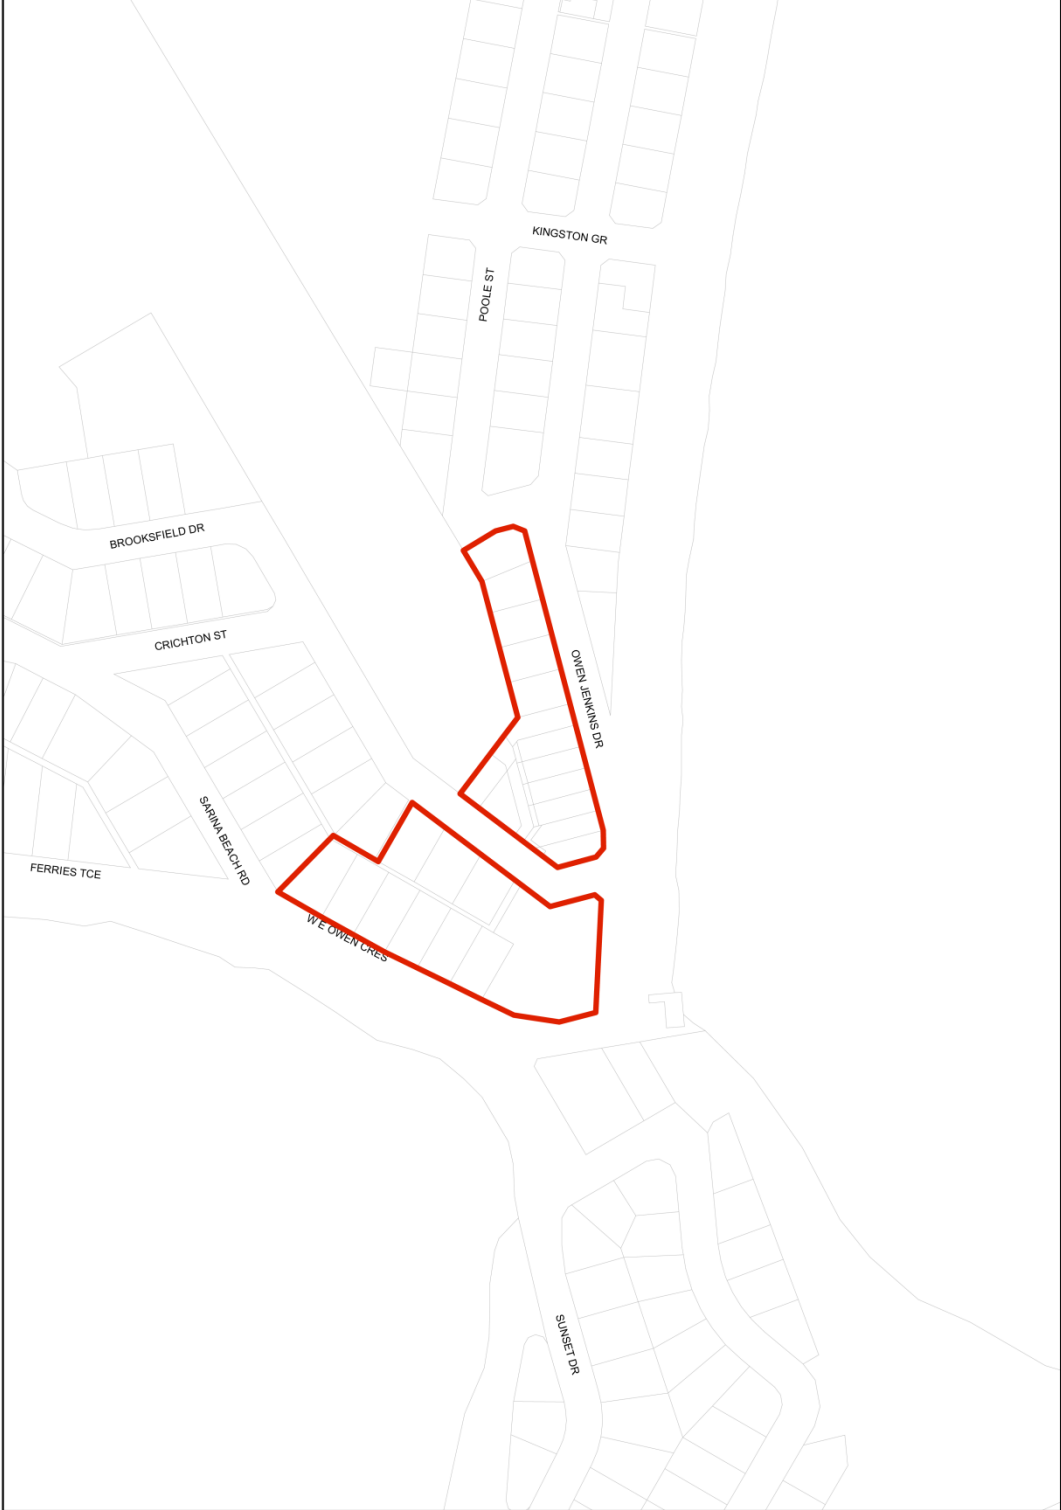 KINGSTON GR
POOLE ST
BROOKSFIELD DR
CRICHTON ST
OWEN JENKINS DR
SARINA BEACH RD
FERRIES TCE
W E OWEN CRES
SUNSET DR